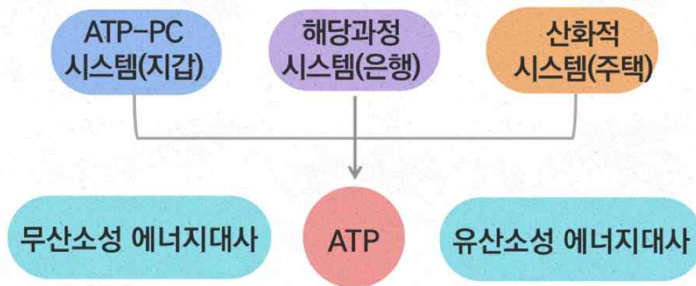 ATP-PC
시스템(지갑)
해당과정
시스템(은행)
산화적
시스템(주택)
무산소성 에너지대사
ATP
유산소성 에너지대사